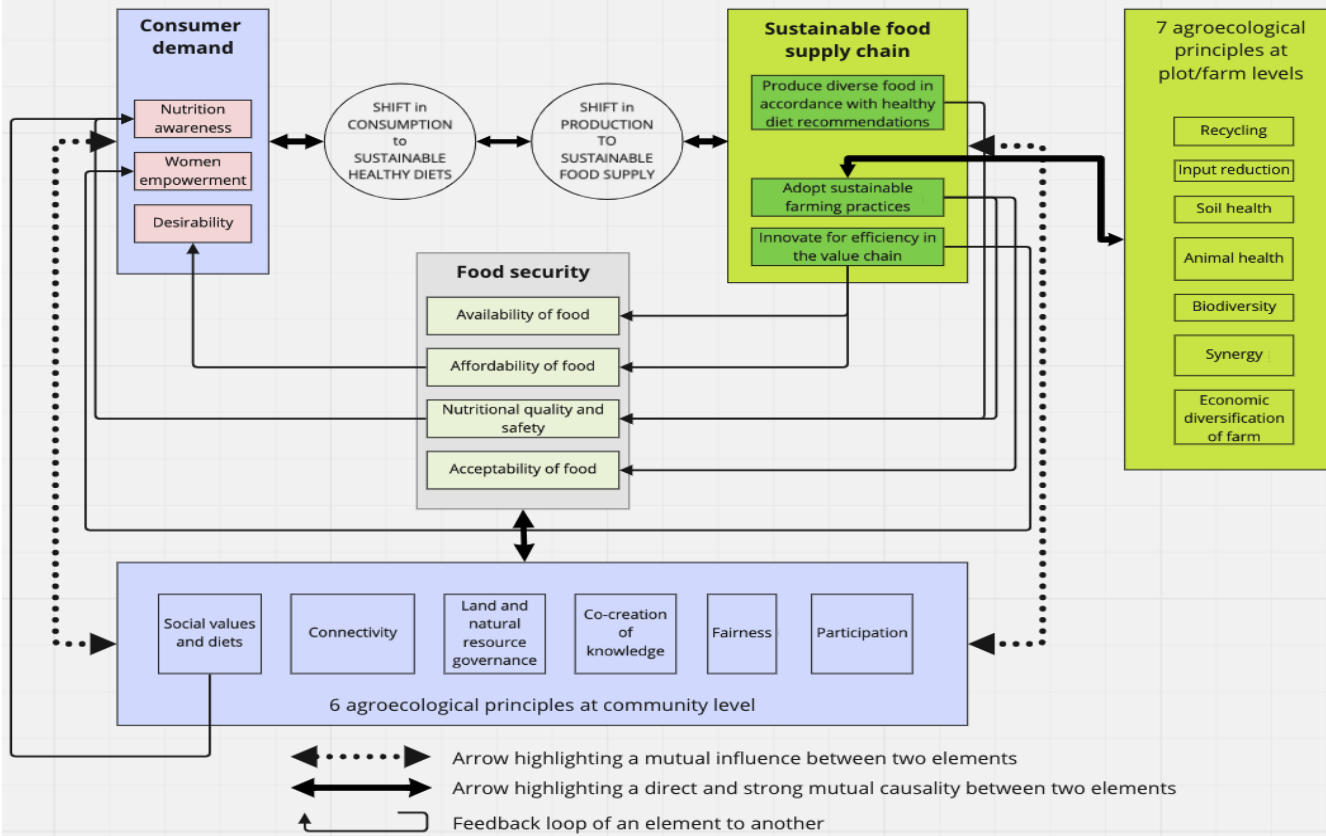 Consumer
demand
Nutrition
awareness
Women
empowerment
Desirability
SHIFT in
CONSUMPTION
to
SUSTAINABLE
HEALTHY DIETS
SHIFT in
PRODUCTION
TO
SUSTAINABLE
FOOD SUPPLY
Sustainable food
supply chain
Produce diverse food in
accordance with healthy
diet recommendations
Adopt sustainable
farming practices
Innovate for efficiency in
the value chain
7 agroecological
principles at
plot/farm levels
Recycling
Input reduction
Soil health
Animal health
Biodiversity
Synergy
Economic
diversification
of farm
Food security
Availability of food
Affordability of food
Nutritional quality and
safety
Acceptability of food
Social values
and diets
Connectivity
Land and
natural
resource
governance
Co-creation
of
knowledge
Fairness
Participation
6 agroecological principles at community level
Arrow highlighting a mutual influence between two elements
Arrow highlighting a direct and strong mutual causality between two elements
Feedback loop of an element to another